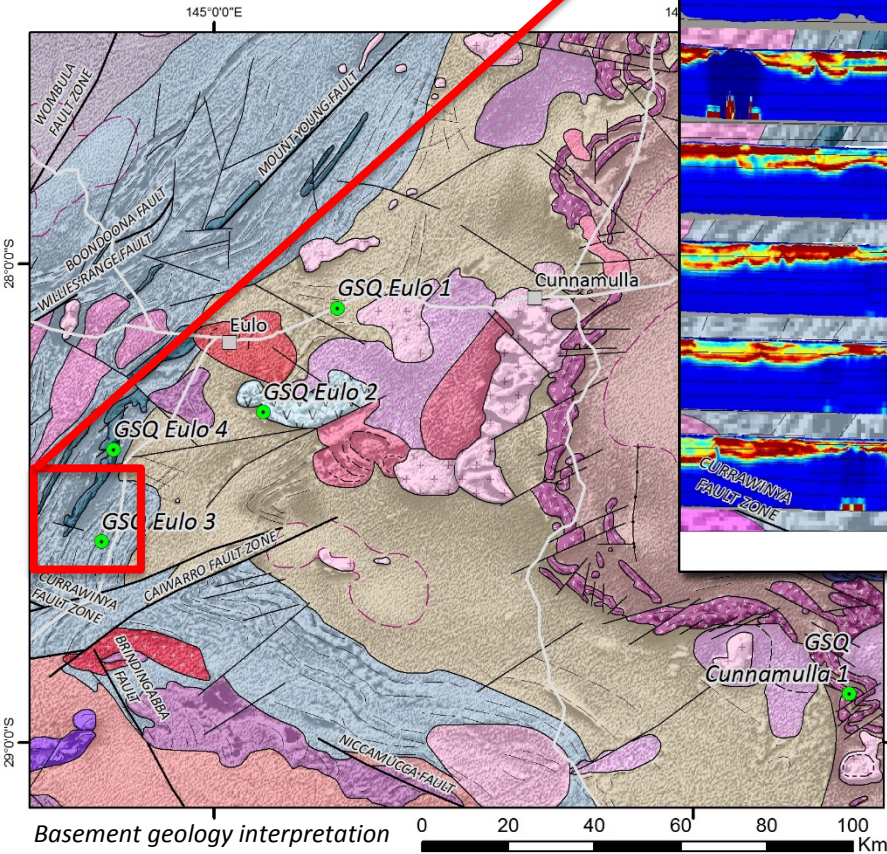 145°0'0"E
14
WOMBULA
FAULT ZONE
MOUNT YOUNG FAULT
BOONDOONA FAULT
WILLIES RANGE FAULT
28°0'0"S
GSQ Eulo 1
Cunnamulla
Eulo
GSQ Eulo 2
GSQ Eulo 4
GSQ Eulo 3
CURRAWINYA
FAULT ZONE
CAIWARRO FAULT ZONE
CURRAWINYA
FAULT ZONE
BRINDINGABBA
FAULT
GSQ
Cunnamulla 1
29°0'0"S
NICCAMUCCA FAULT
Basement geology interpretation
0 20 40 60 80 100
Km